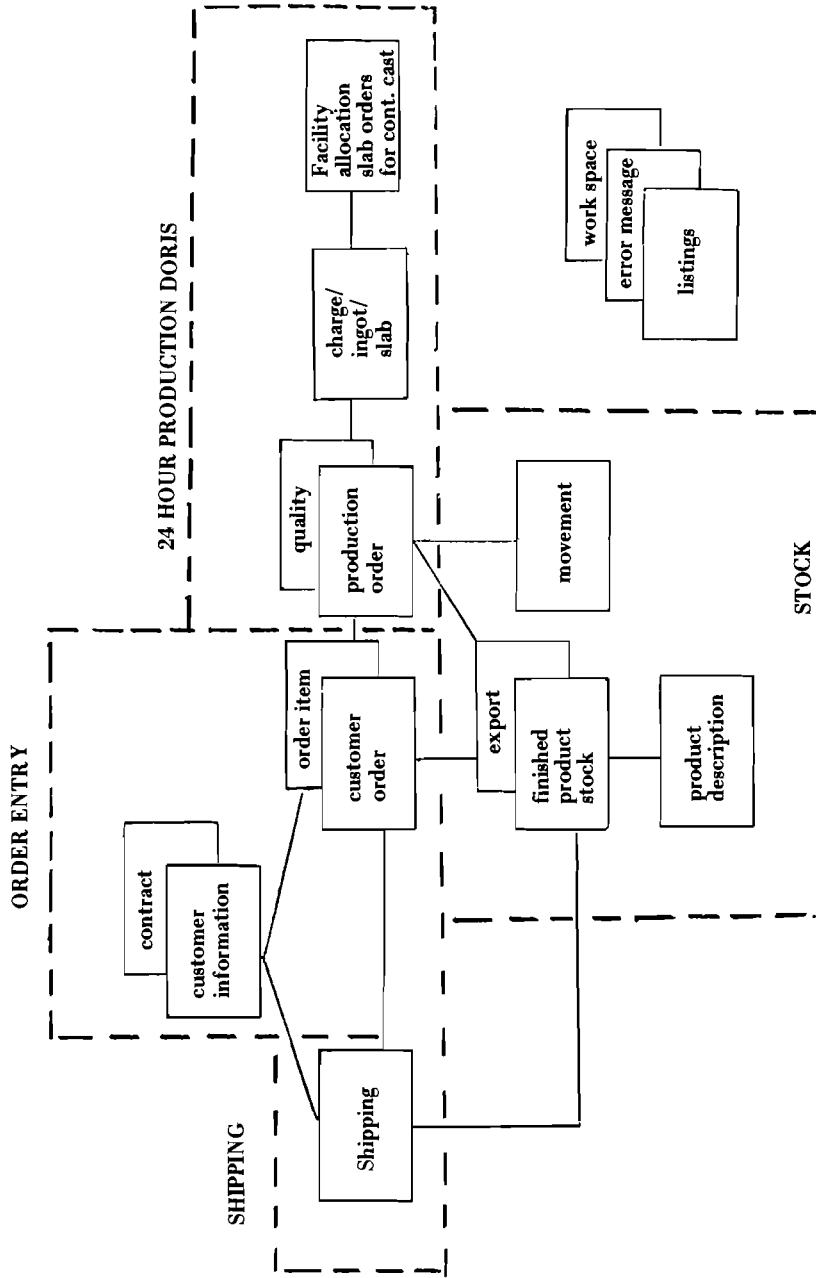 ORDER ENTRY
24 HOUR PRODUCTION DORIS
SHIPPING
contract
customer
information
Shipping
order item
customer
order
quality
production
order
charge/
ingot/
slab
Facility
allocation
slab orders
for cont. cast
export
finished
product
stock
movement
product
description
STOCK
work space
error message
listings